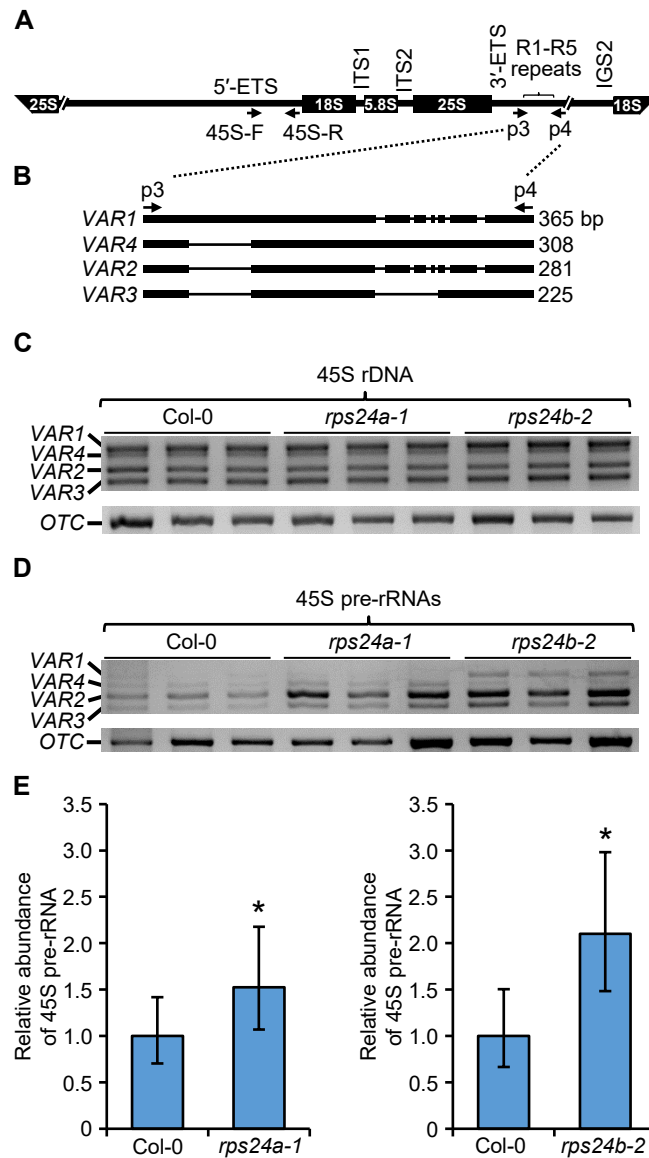 A
5′-ETS
ITS1
ITS2
3′-ETS
R1-R5
repeats
IGS2
25S
18S
5.8S
25S
18S
45S-F
45S-R
p3
p4
B
p3
p4
VAR1
365 bp
VAR4
308
VAR2
281
VAR3
225
C
45S rDNA
Col-0
rps24a-1
rps24b-2
VAR1
VAR4
VAR2
VAR3
OTC
D
45S pre-rRNAs
Col-0
rps24a-1
rps24b-2
VAR1
VAR4
VAR2
VAR3
OTC
E
Relative abundance
of 45S pre-rRNA
3.5
3.0
2.5
2.0
1.5
1.0
0.5
0
*
Col-0
rps24a-1
Relative abundance
of 45S pre-rRNA
3.5
3.0
2.5
2.0
1.5
1.0
0.5
0
*
Col-0
rps24b-2